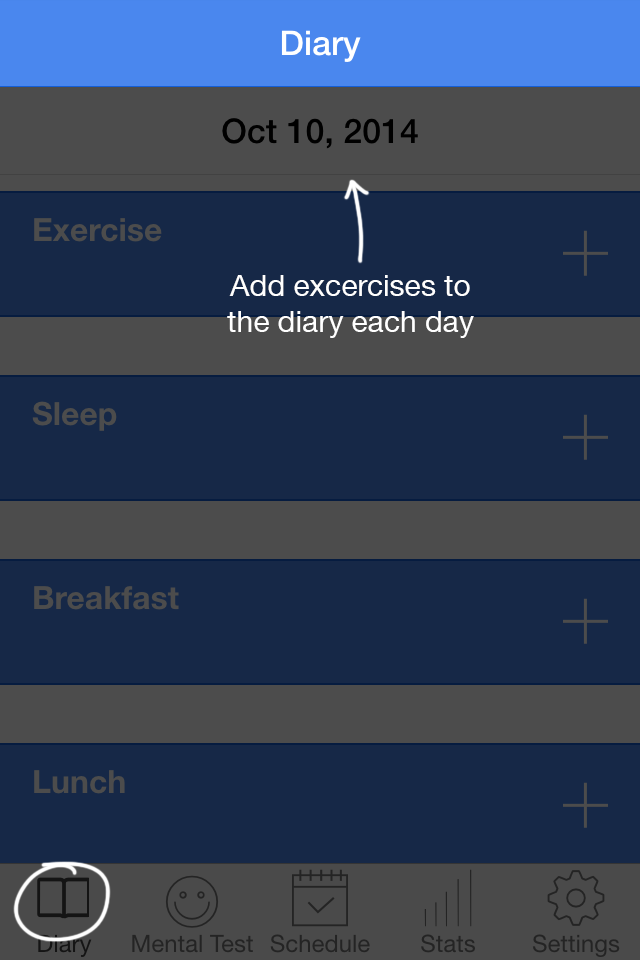 Diary
Oct 10, 2014
Exercise
Add excercises to
the diary each day
Sleep
Breakfast
Lunch
Diary
Mental Test
Schedule
Stats
Settings